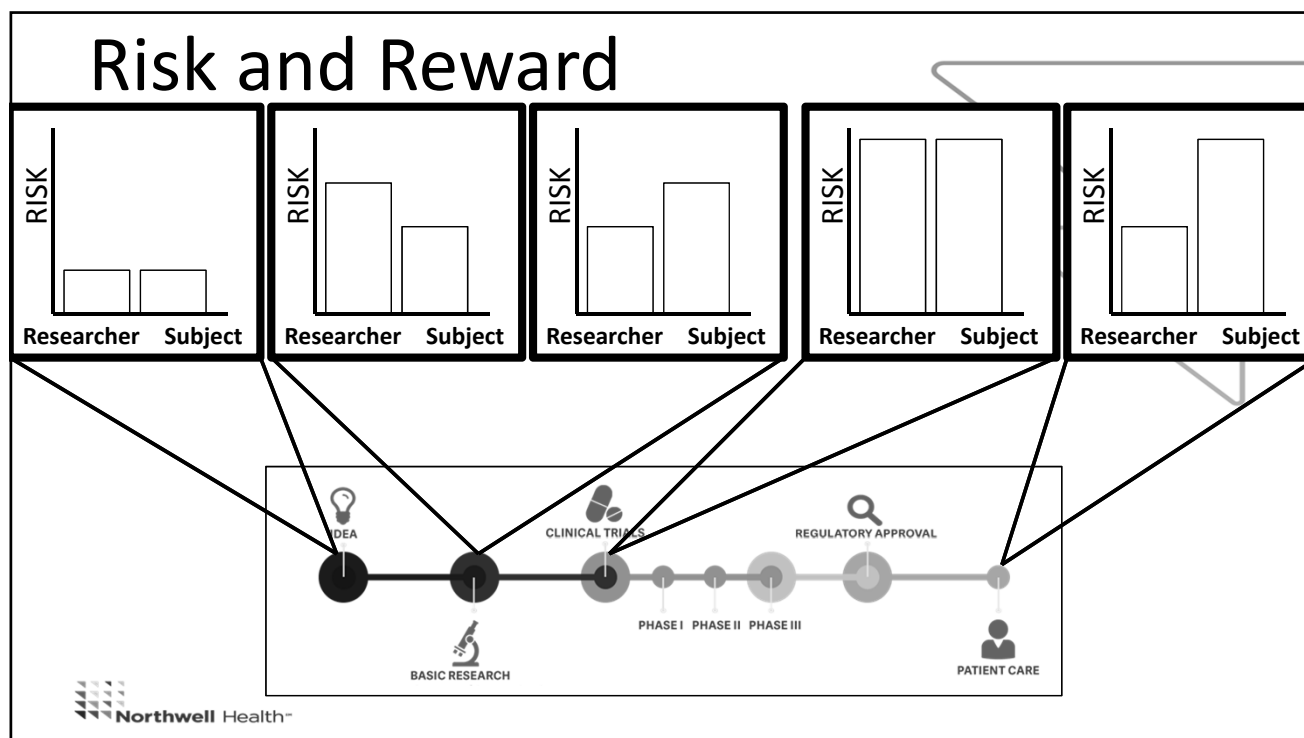 Risk and Reward
RISK
Researcher Subject
RISK
Researcher Subject
RISK
Researcher Subject
RISK
Researcher Subject
RISK
Researcher Subject
IDEA
CLINICAL TRIALS
REGULATORY APPROVAL
PHASE I PHASE II PHASE III
BASIC RESEARCH
PATIENT CARE
Northwell Health